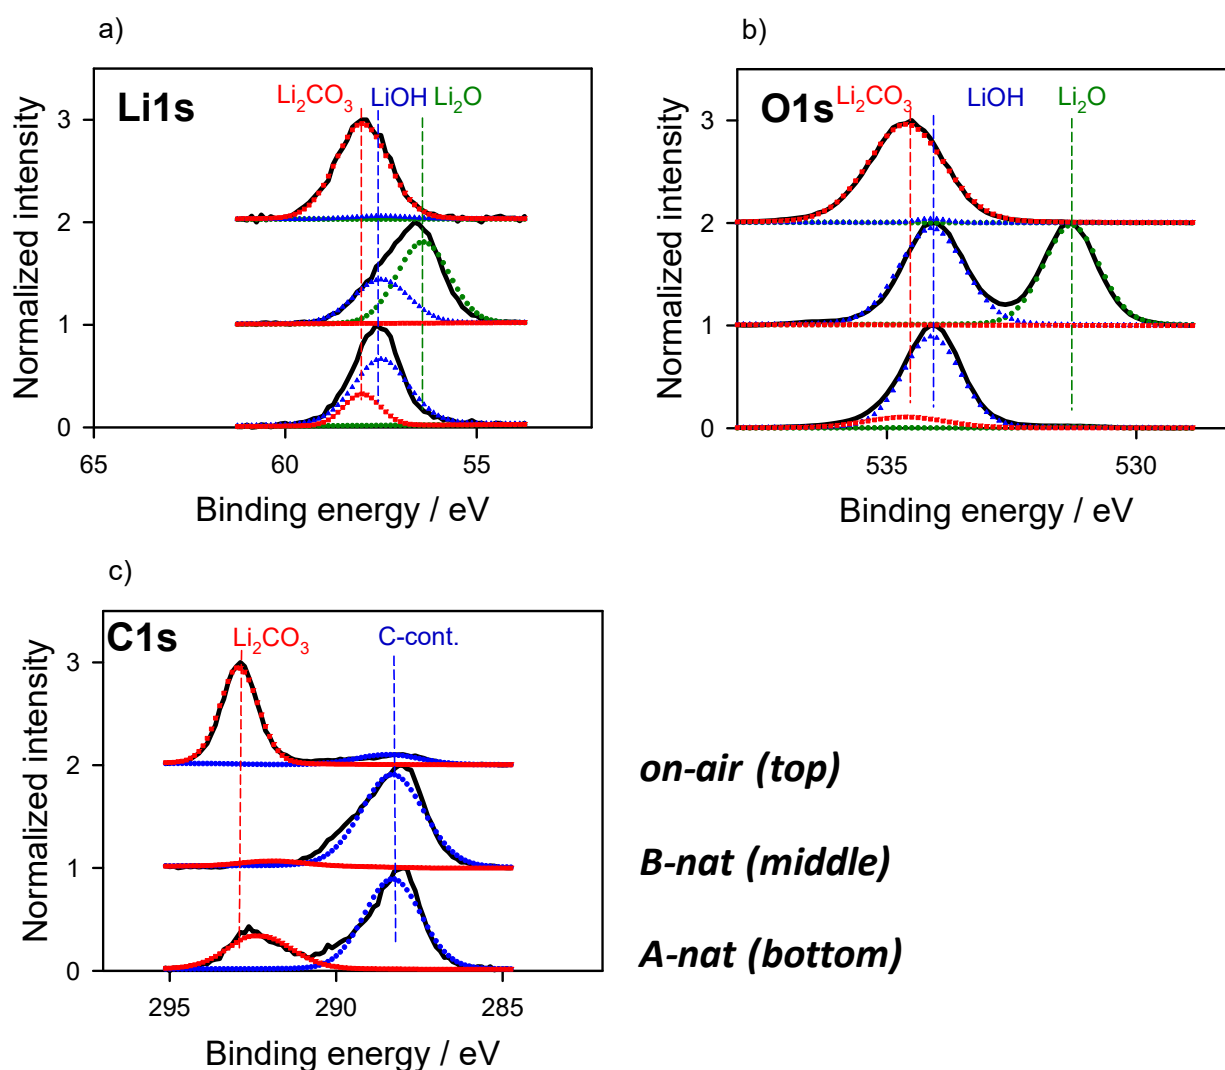 a)
Li1s
Li₂CO₃ LiOH Li₂O
Normalized intensity
3
2
1
0
65 60 55
Binding energy / eV
b)
O1s
Li₂CO₃ LiOH Li₂O
Normalized intensity
3
2
1
0
535 530
Binding energy / eV
c)
C1s
Li₂CO₃ C-cont.
Normalized intensity
3
2
1
0
295 290 285
Binding energy / eV
on-air (top)
B-nat (middle)
A-nat (bottom)